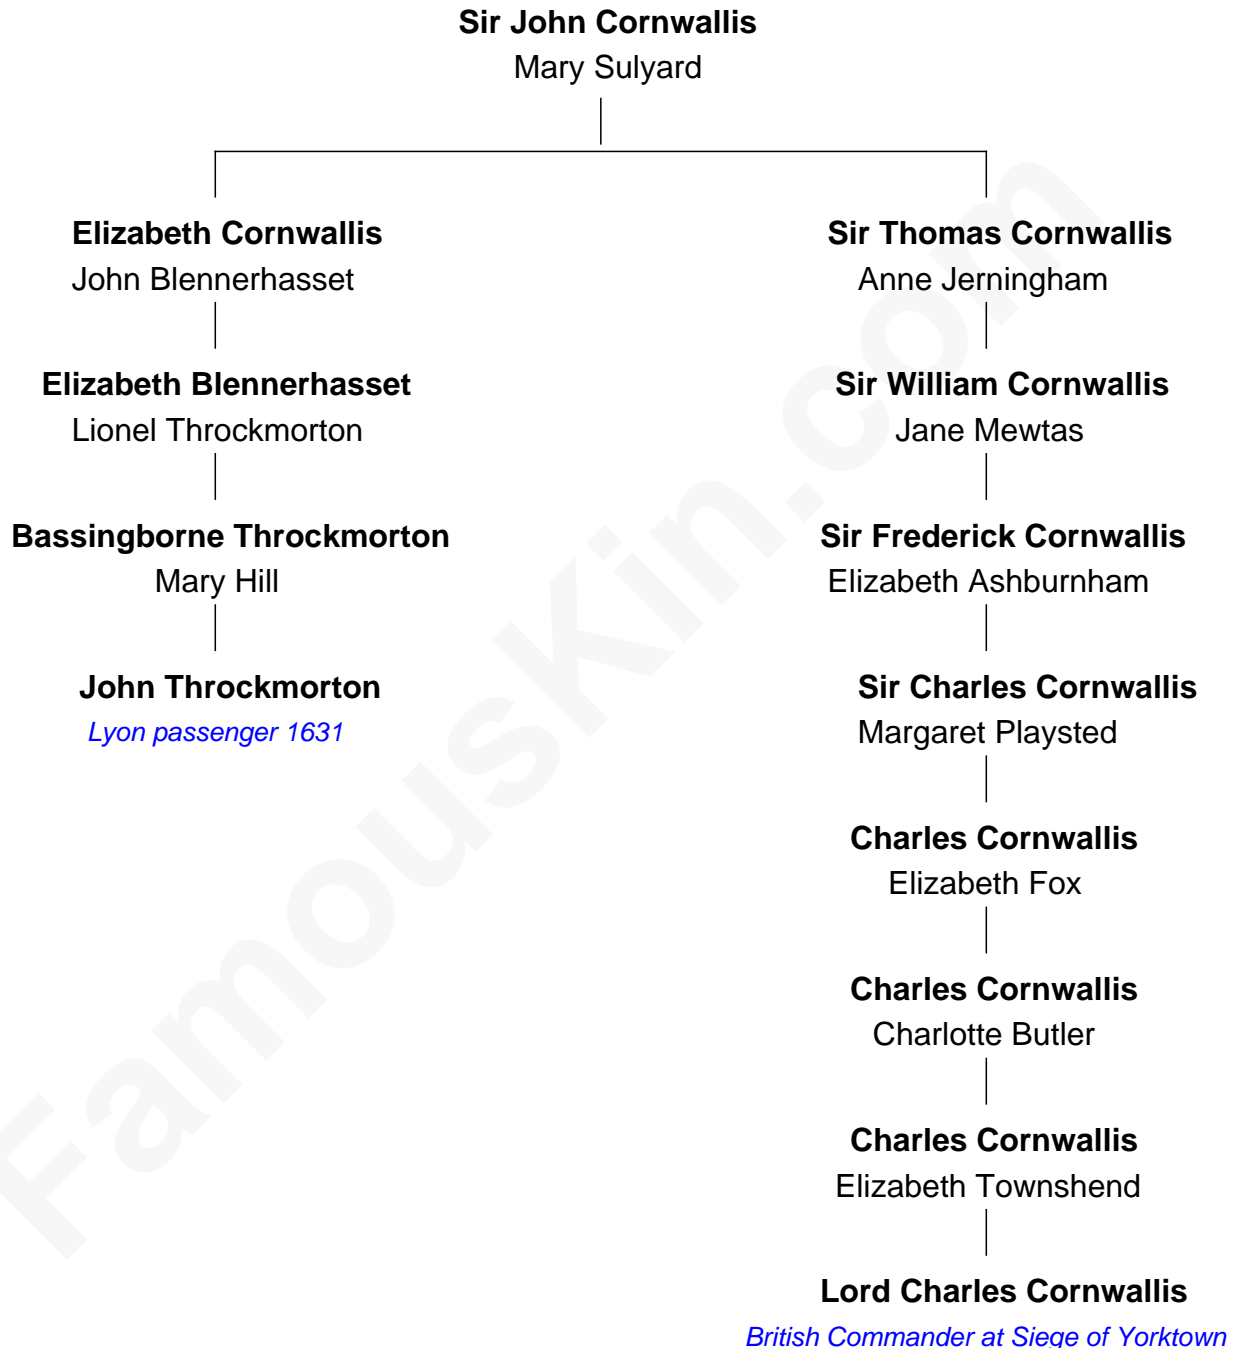 Sir John Cornwallis
Mary Sulyard
Elizabeth Cornwallis
John Blennerhasset
Sir Thomas Cornwallis
Anne Jerningham
Elizabeth Blennerhasset
Lionel Throckmorton
Sir William Cornwallis
Jane Mewtas
Bassingborne Throckmorton
Mary Hill
Sir Frederick Cornwallis
Elizabeth Ashburnham
John Throckmorton
Lyon passenger 1631
Sir Charles Cornwallis
Margaret Playsted
Charles Cornwallis
Elizabeth Fox
Charles Cornwallis
Charlotte Butler
Charles Cornwallis
Elizabeth Townshend
Lord Charles Cornwallis
British Commander at Siege of Yorktown
FamousKin.com